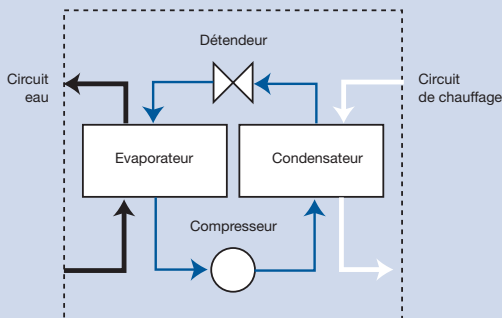 Détendeur
Circuit
eau
Circuit
de chauffage
Evaporateur
Condensateur
Compresseur